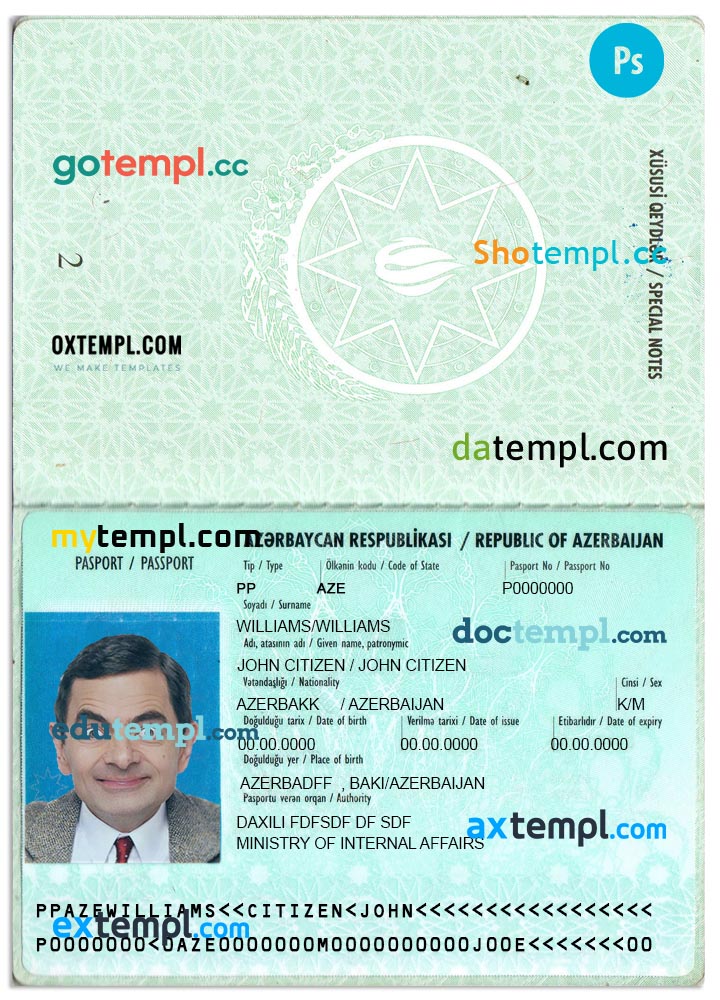 Ps
gotempl.cc
XÜSUSİ QEYDLƏR / SPECIAL NOTES
Shotempl.cc
2
OXTEMPL.COM
WE MAKE TEMPLATES
datempl.com
mytempl.com
AZƏRBAYCAN RESPUBLİKASI / REPUBLIC OF AZERBAIJAN
PASPORT / PASSPORT
Tip / Type Ölkənin kodu / Code of State Pasport No / Passport No
PP AZE P0000000
Soyadı / Surname
WILLIAMS/WILLIAMS
doctempl.com
Adı, atasının adı / Given name, patronymic
JOHN CITIZEN / JOHN CITIZEN
Vətəndaşlığı / Nationality Cinsi / Sex
AZERBAKK / AZERBAIJAN K/M
Doğulduğu tarix / Date of birth Verilmə tarixi / Date of issue Etibarlıdır / Date of expiry
edutempl.com
00.00.0000 00.00.0000 00.00.0000
Doğulduğu yer / Place of birth
AZERBADFF , BAKI/AZERBAIJAN
Pasportu verən orqan / Authority
DAXILI FDFSDF DF SDF
axtempl.com
MINISTRY OF INTERNAL AFFAIRS
PPAZEWILLIAMS<<CITIZEN<JOHN<<<<<<<<<<<<<<<<<
extempl.com
P0000000<0AZE0000000M0000000000J00E<<<<<<<00